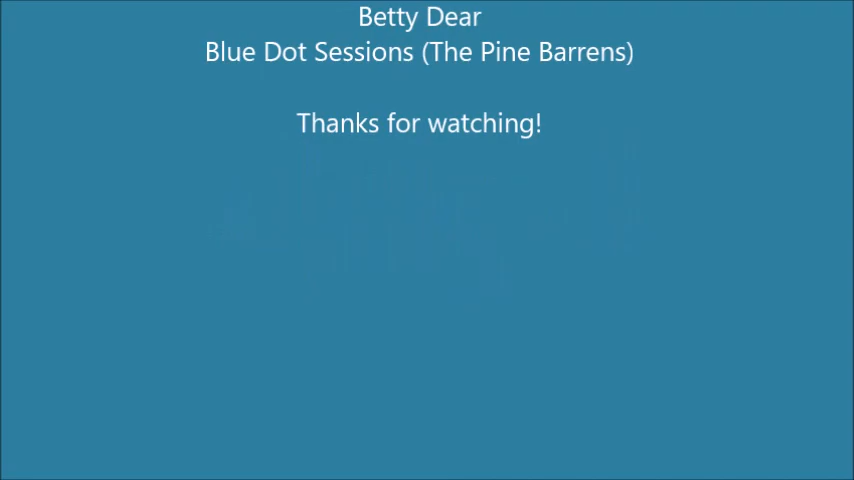 Betty Dear
Blue Dot Sessions (The Pine Barrens)
Thanks for watching!